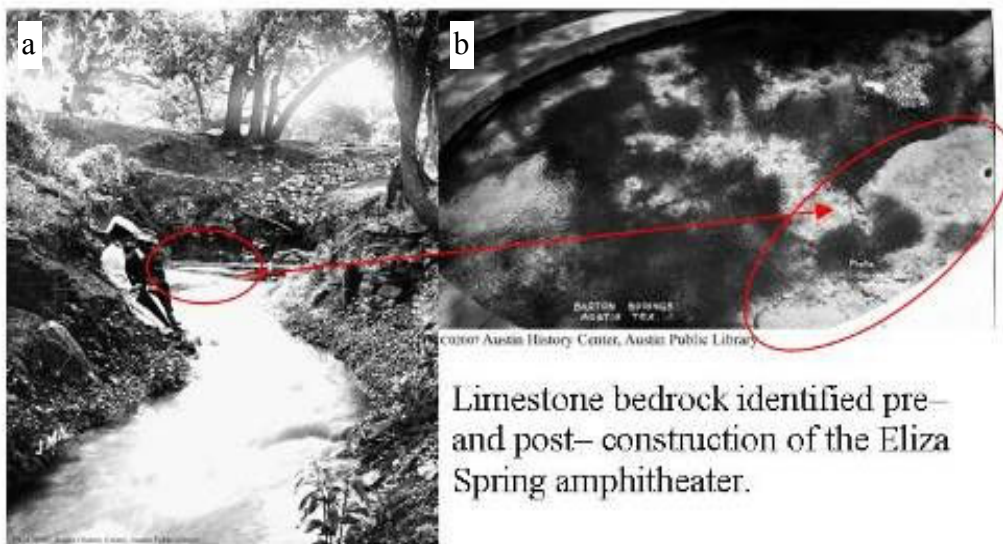 a
b
BARTON SPRINGS
AUSTIN TEX.
Austin History Center, Austin Public Library
Limestone bedrock identified pre–
and post– construction of the Eliza
Spring amphitheater.